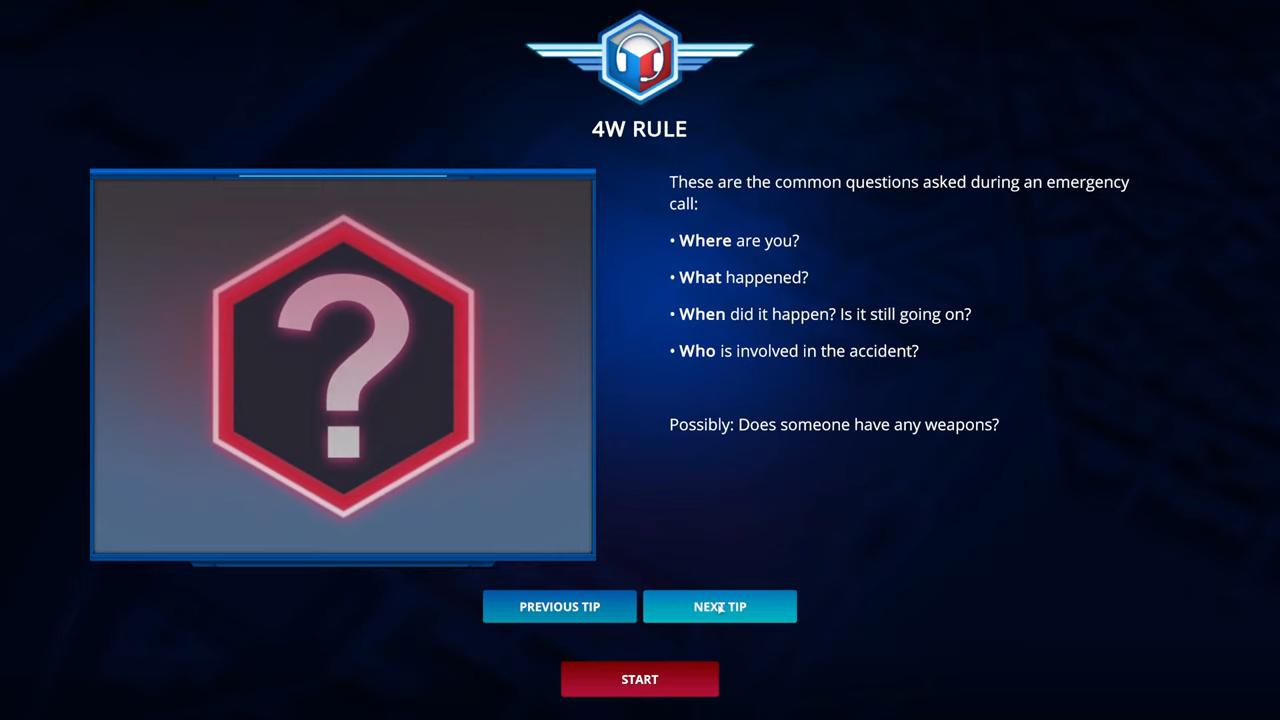 4W RULE
These are the common questions asked during an emergency
call:
• Where are you?
• What happened?
• When did it happen? Is it still going on?
• Who is involved in the accident?
Possibly: Does someone have any weapons?
PREVIOUS TIP
NEXT TIP
START